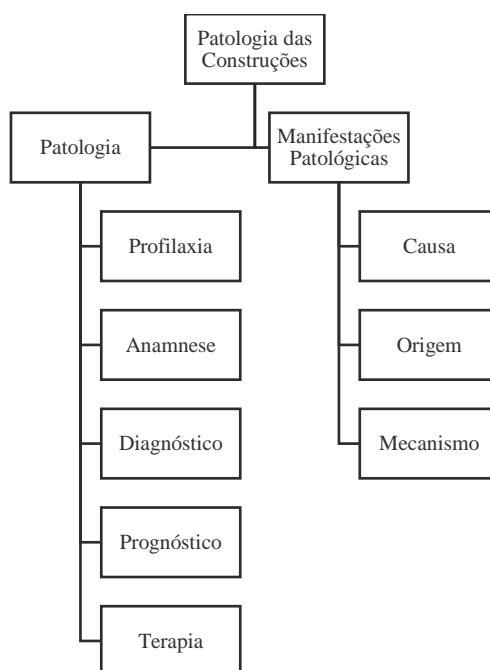 Patologia das
Construções
Patologia
Manifestações
Patológicas
Profilaxia
Causa
Anamnese
Origem
Diagnóstico
Mecanismo
Prognóstico
Terapia